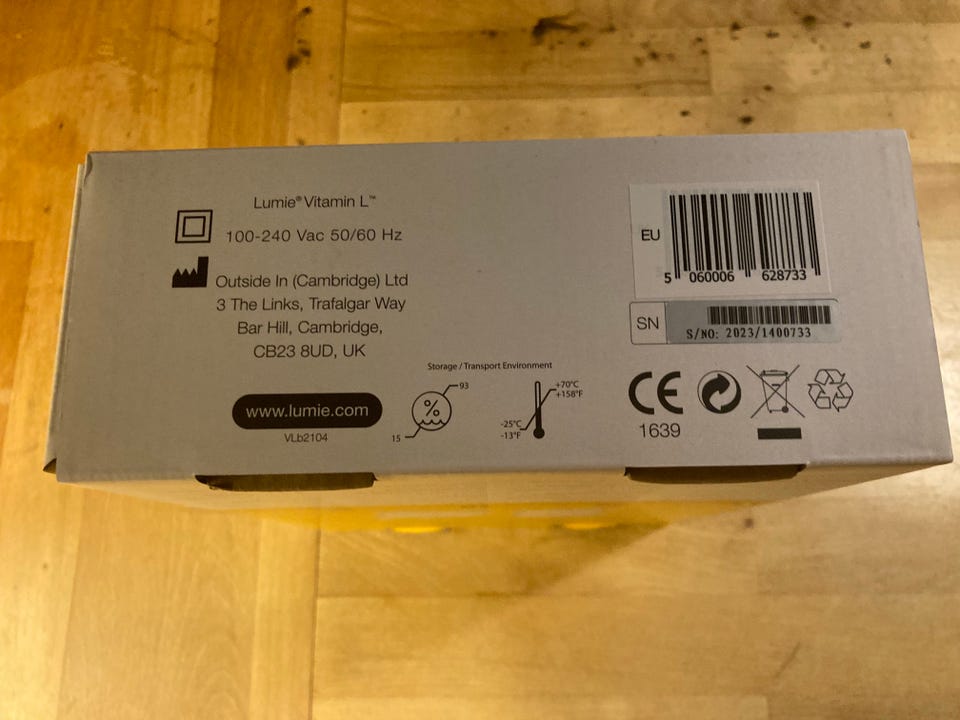 Lumie® Vitamin L™
100-240 Vac 50/60 Hz
Outside In (Cambridge) Ltd
3 The Links, Trafalgar Way
Bar Hill, Cambridge,
CB23 8UD, UK
www.lumie.com
VLb2104
Storage / Transport Environment
93
%
15
+70°C
+158°F
-25°C
-13°F
EU
5 060006 628733
SN
S/NO: 2023/1400733
CE
1639